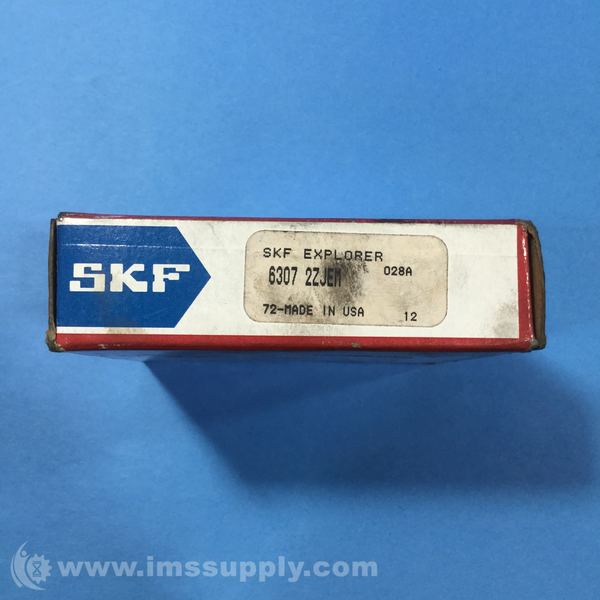 SKF
SKF EXPLORER
6307 2ZJEM 028A
72-MADE IN USA 12
www.imssupply.com